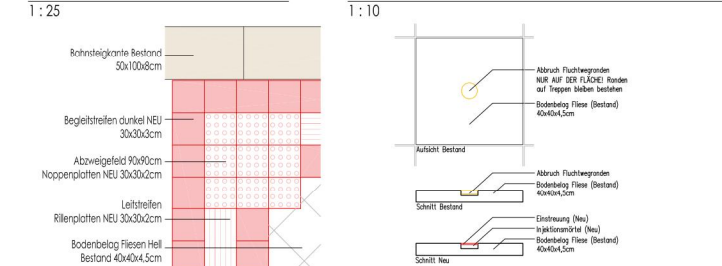 1 : 25
Bahnsteigkante Bestand
50x100x8cm
Begleitstreifen dunkel NEU
30x30x3cm
Abzweigefeld 90x90cm
Noppenplatten NEU 30x30x2cm
Leitstreifen
Rillenplatten NEU 30x30x2cm
Bodenbelag Fliesen Hell
Bestand 40x40x4,5cm
1 : 10
Abbruch Fluchtwegronden
NUR AUF DER FLÄCHE! Ronden
auf Treppen bleiben bestehen
Bodenbelag Fliese (Bestand)
40x40x4,5cm
Aufsicht Bestand
Abbruch Fluchtwegronden
Bodenbelag Fliese (Bestand)
40x40x4,5cm
Schnitt Bestand
Einstreuung (Neu)
Injektionsmörtel (Neu)
Bodenbelag Fliese (Bestand)
40x40x4,5cm
Schnitt Neu